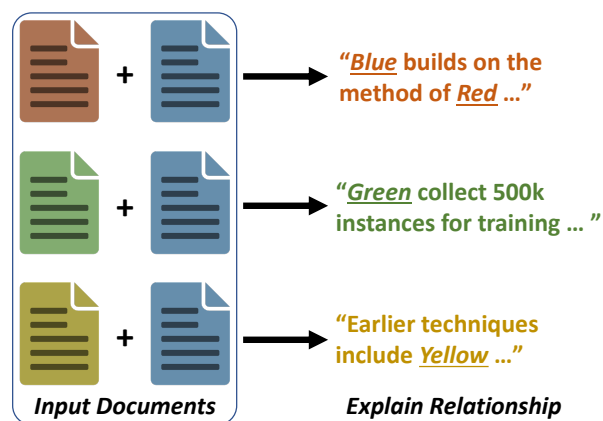 +
“Blue builds on the
method of Red ...”
+
“Green collect 500k
instances for training ... ”
+
“Earlier techniques
include Yellow ...”
Input Documents
Explain Relationship